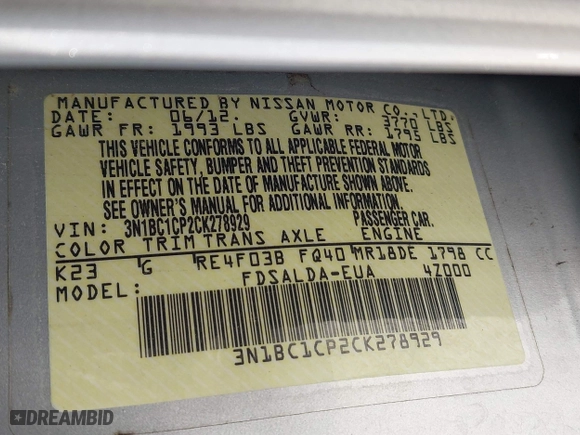 MANUFACTURED BY NISSAN MOTOR CO.,LTD.
DATE: 06/12. GVWR: 3770 LBS
GAWR FR: 1993 LBS GAWR RR: 1795 LBS
THIS VEHICLE CONFORMS TO ALL APPLICABLE FEDERAL MOTOR
VEHICLE SAFETY, BUMPER AND THEFT PREVENTION STANDARDS
IN EFFECT ON THE DATE OF MANUFACTURE SHOWN ABOVE.
SEE OWNER'S MANUAL FOR ADDITIONAL INFORMATION.
VIN: 3N1BC1CP2CK278929 PASSENGER CAR.
COLOR TRIM TRANS AXLE ENGINE
K23 G RE4F03B FQ40 MR18DE 1798 CC
MODEL: FDSALDA-EUA 4Z000
3N1BC1CP2CK278929
DREAMBID